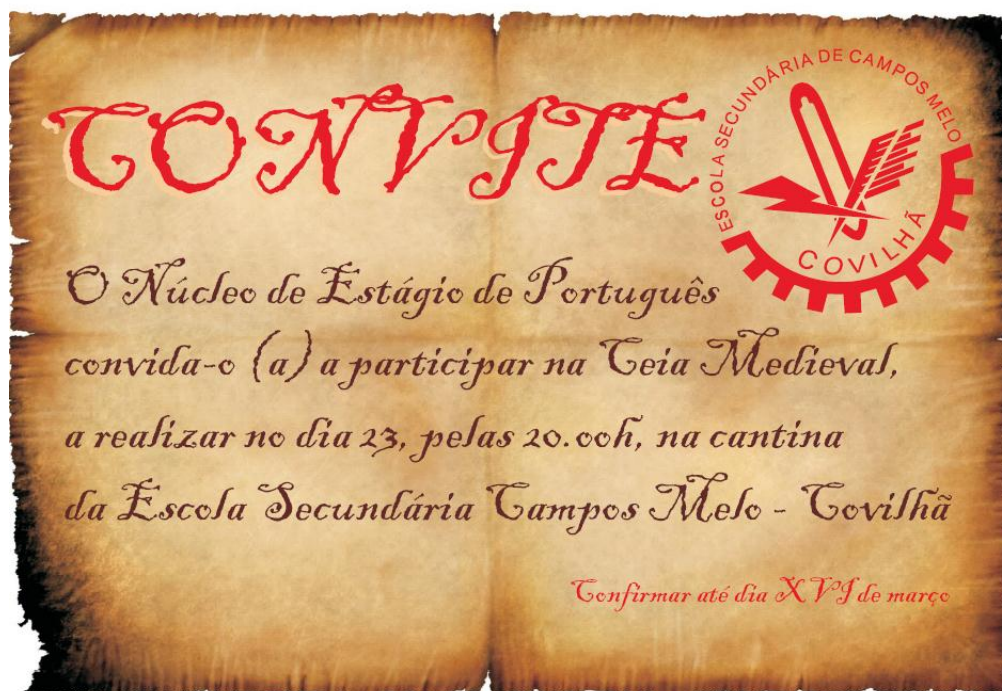 CONVITE
ESCOLA SECUNDÁRIA DE CAMPOS MELO
COVILHÃ
O Núcleo de Estágio de Português
convida-o (a) a participar na Ceia Medieval,
a realizar no dia 23, pelas 20.00h, na cantina
da Escola Secundária Campos Melo - Covilhã
Confirmar até dia XVI de março